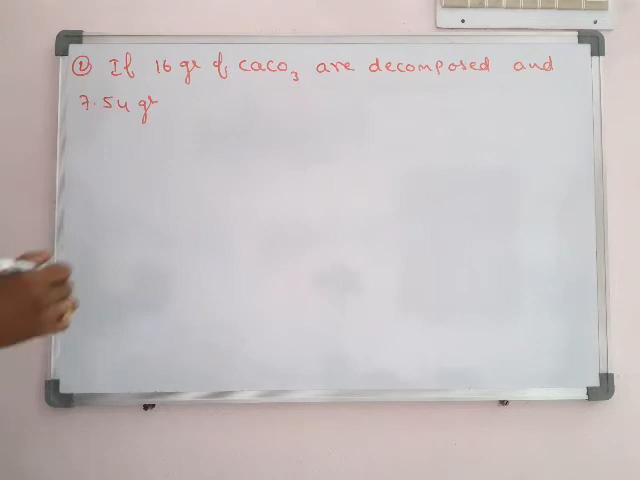 ① If 16 gr of CaCO₃ are decomposed and
7.54 gr